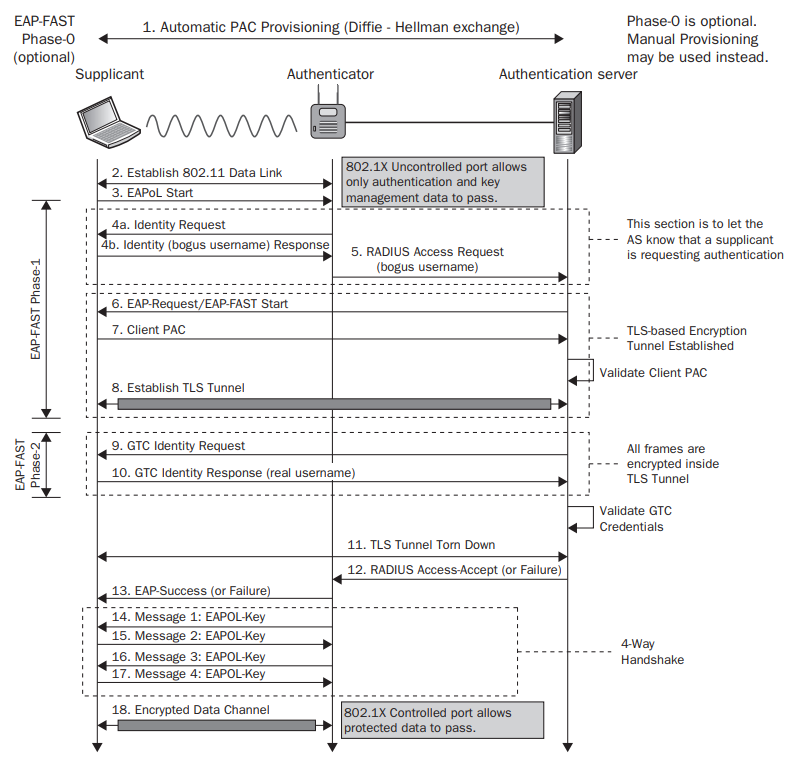 EAP-FAST
Phase-0
(optional)
1. Automatic PAC Provisioning (Diffie - Hellman exchange)
Phase-0 is optional.
Manual Provisioning
may be used instead.
Supplicant
Authenticator
Authentication server
2. Establish 802.11 Data Link
802.1X Uncontrolled port allows
only authentication and key
management data to pass.
3. EAPoL Start
EAP-FAST Phase-1
4a. Identity Request
4b. Identity (bogus username) Response
5. RADIUS Access Request
(bogus username)
This section is to let the
AS know that a supplicant
is requesting authentication
6. EAP-Request/EAP-FAST Start
7. Client PAC
TLS-based Encryption
Tunnel Established
Validate Client PAC
8. Establish TLS Tunnel
EAP-FAST
Phase-2
9. GTC Identity Request
10. GTC Identity Response (real username)
All frames are
encrypted inside
TLS Tunnel
Validate GTC
Credentials
11. TLS Tunnel Torn Down
12. RADIUS Access-Accept (or Failure)
13. EAP-Success (or Failure)
14. Message 1: EAPOL-Key
15. Message 2: EAPOL-Key
16. Message 3: EAPOL-Key
17. Message 4: EAPOL-Key
4-Way
Handshake
18. Encrypted Data Channel
802.1X Controlled port allows
protected data to pass.